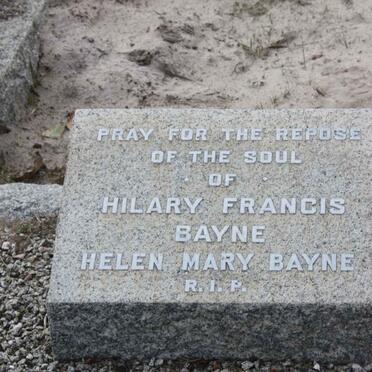 PRAY FOR THE REPOSE
OF THE SOUL
· OF ·
HILARY FRANCIS
BAYNE
HELEN MARY BAYNE
R.I.P.